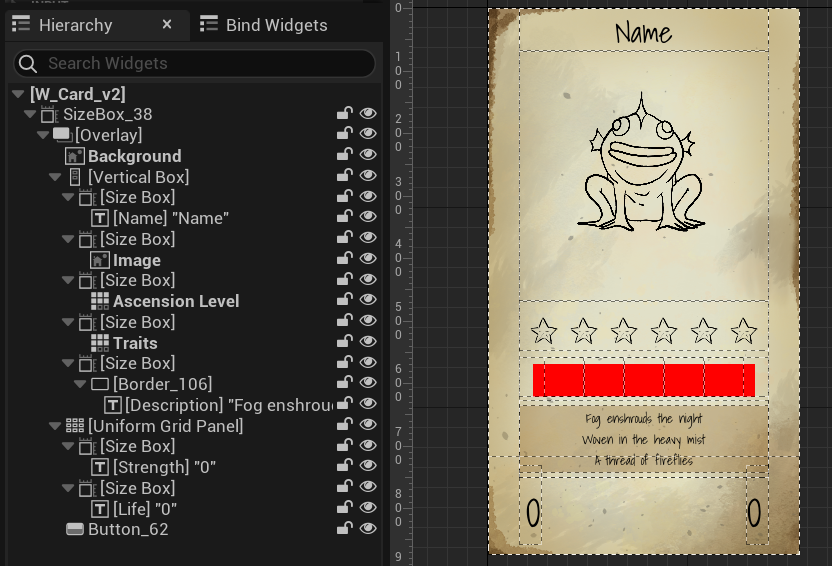 Hierarchy × Bind Widgets
Search Widgets
[W_Card_v2]
SizeBox_38
[Overlay]
Background
[Vertical Box]
[Size Box]
[Name] "Name"
[Size Box]
Image
[Size Box]
Ascension Level
[Size Box]
Traits
[Size Box]
[Border_106]
[Description] "Fog enshrou
[Uniform Grid Panel]
[Size Box]
[Strength] "0"
[Size Box]
[Life] "0"
Button_62
0
100
200
300
400
500
600
700
800
9
Name
Fog enshrouds the night
Woven in the heavy mist
A thread of fireflies
0 0